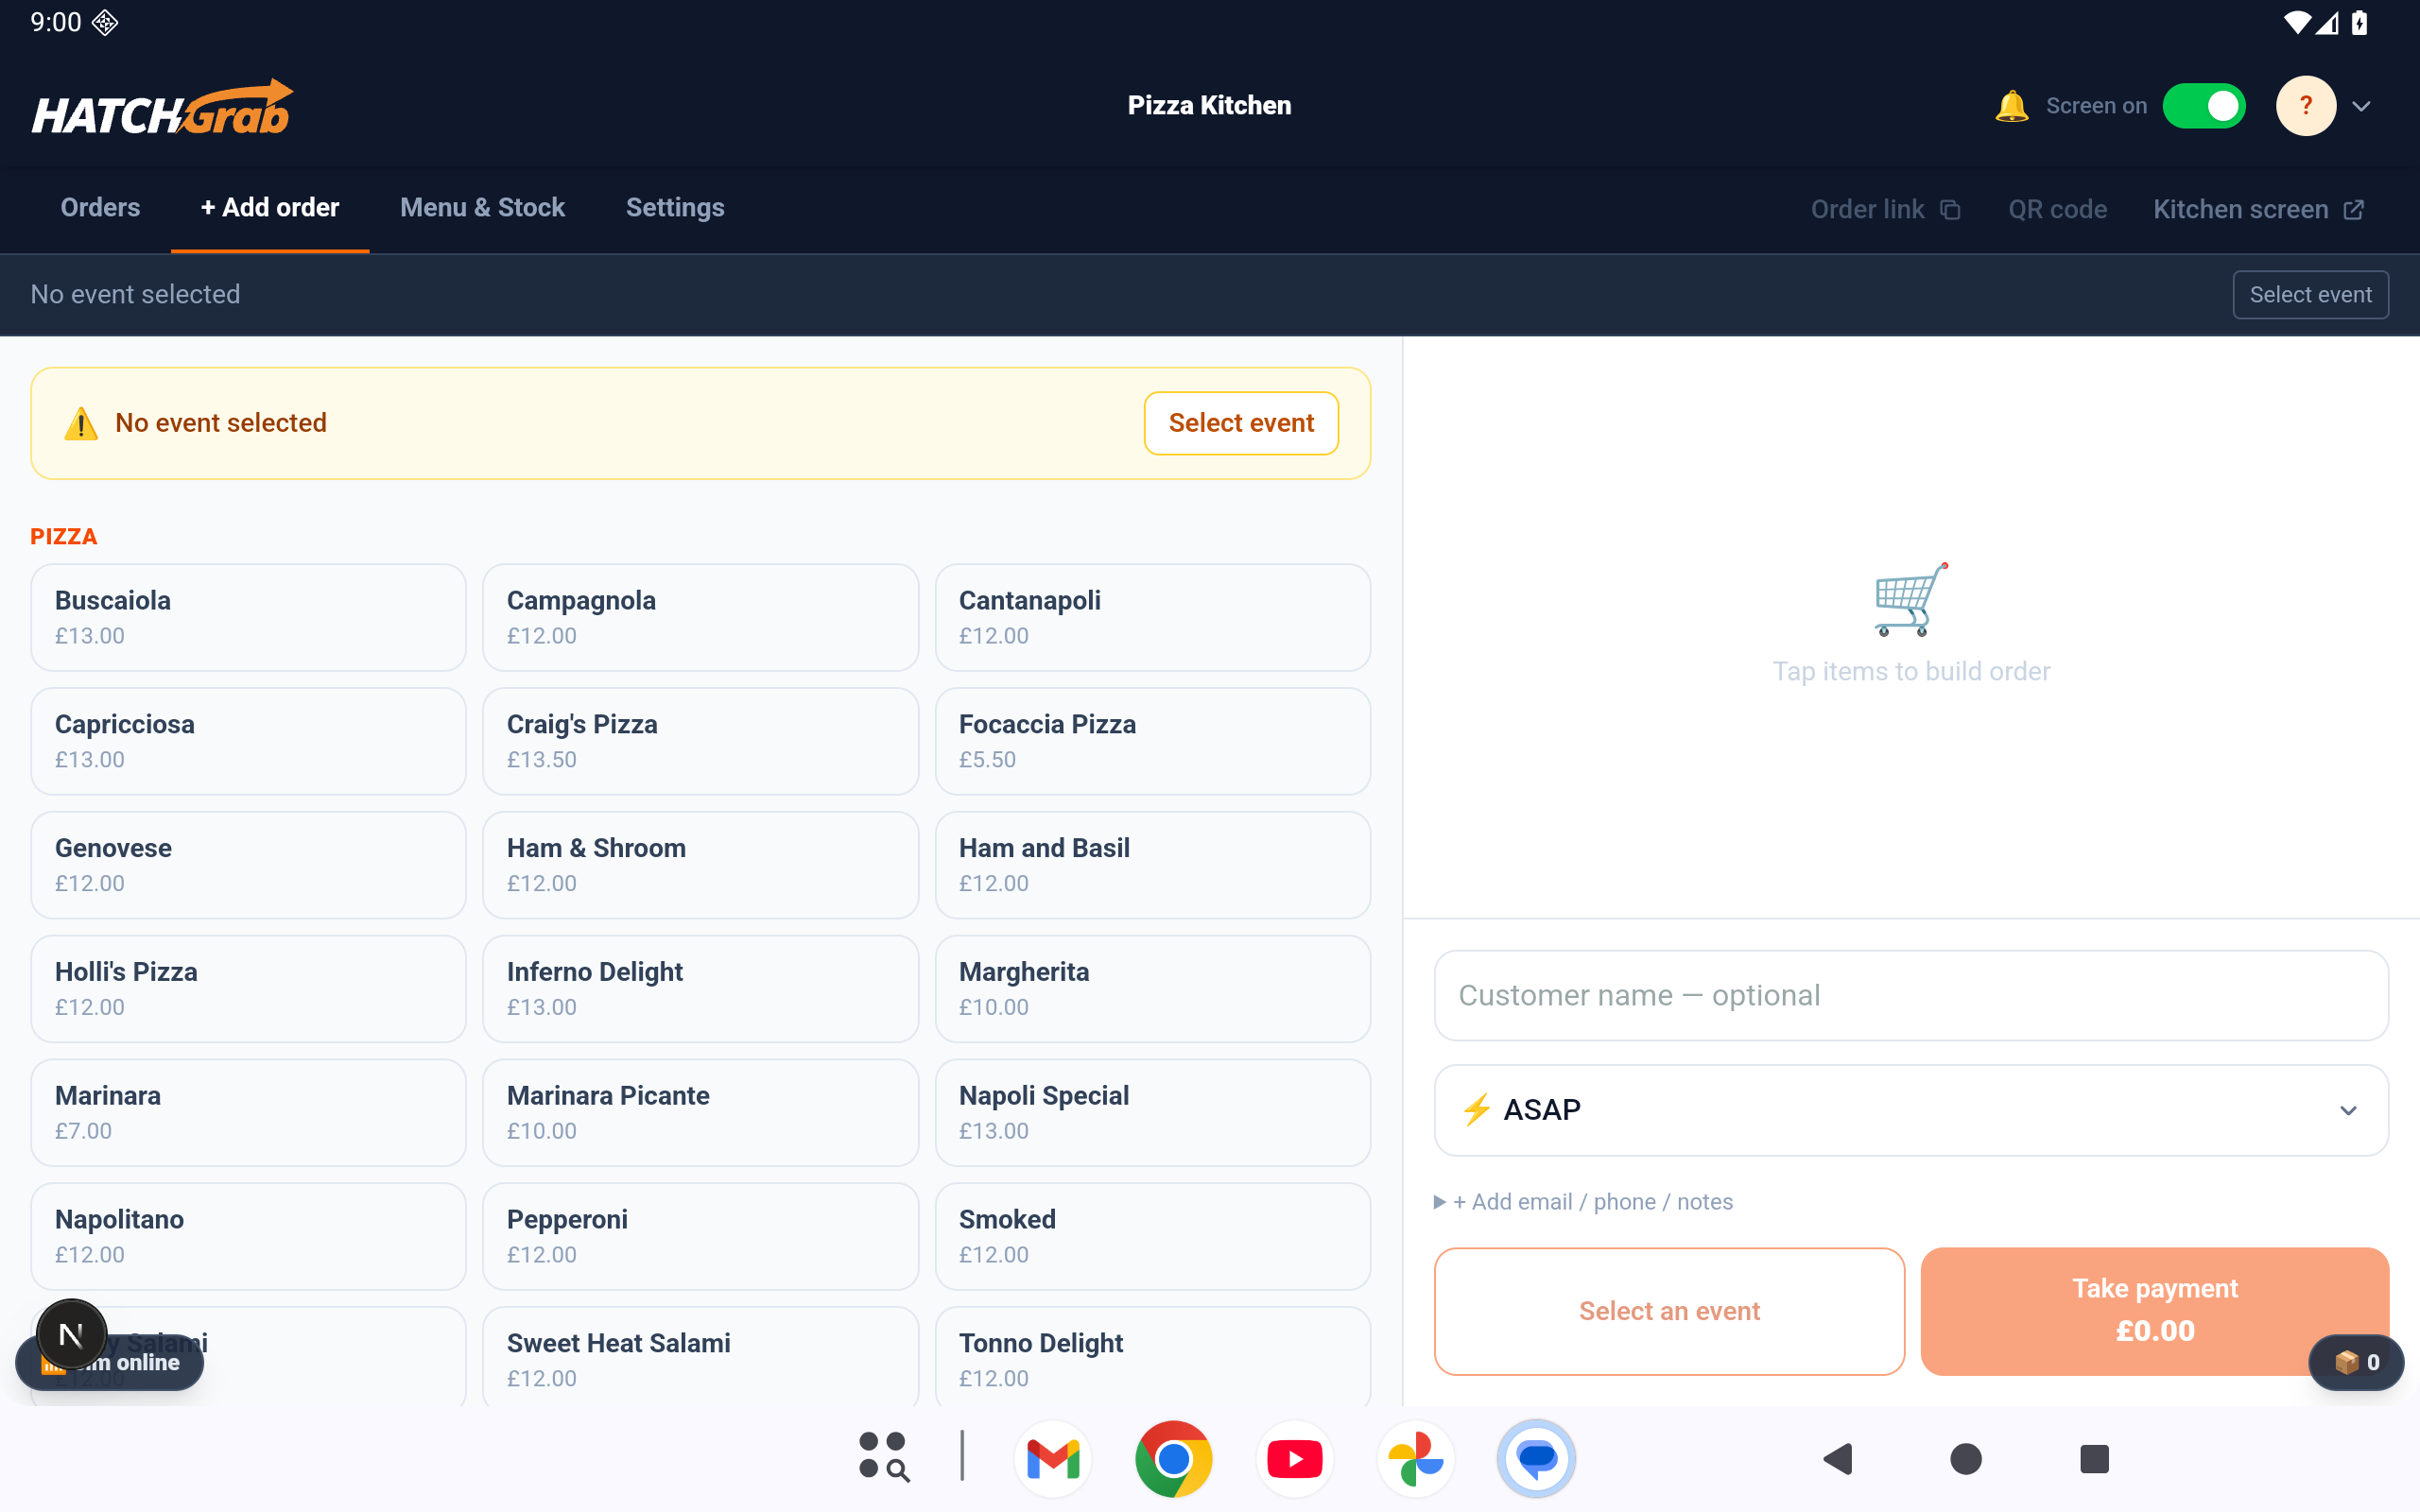 9:00
HATCHGrab
Pizza Kitchen
Screen on
?
Orders
+ Add order
Menu & Stock
Settings
Order link
QR code
Kitchen screen
No event selected
Select event
No event selected
Select event
PIZZA
Buscaiola
£13.00
Campagnola
£12.00
Cantanapoli
£12.00
Capricciosa
£13.00
Craig's Pizza
£13.50
Focaccia Pizza
£5.50
Genovese
£12.00
Ham & Shroom
£12.00
Ham and Basil
£12.00
Holli's Pizza
£12.00
Inferno Delight
£13.00
Margherita
£10.00
Marinara
£7.00
Marinara Picante
£10.00
Napoli Special
£13.00
Napolitano
£12.00
Pepperoni
£12.00
Smoked
£12.00
Salami
£12.00
Sweet Heat Salami
£12.00
Tonno Delight
£12.00
N
online
Tap items to build order
Customer name — optional
ASAP
+ Add email / phone / notes
Select an event
Take payment
£0.00
0